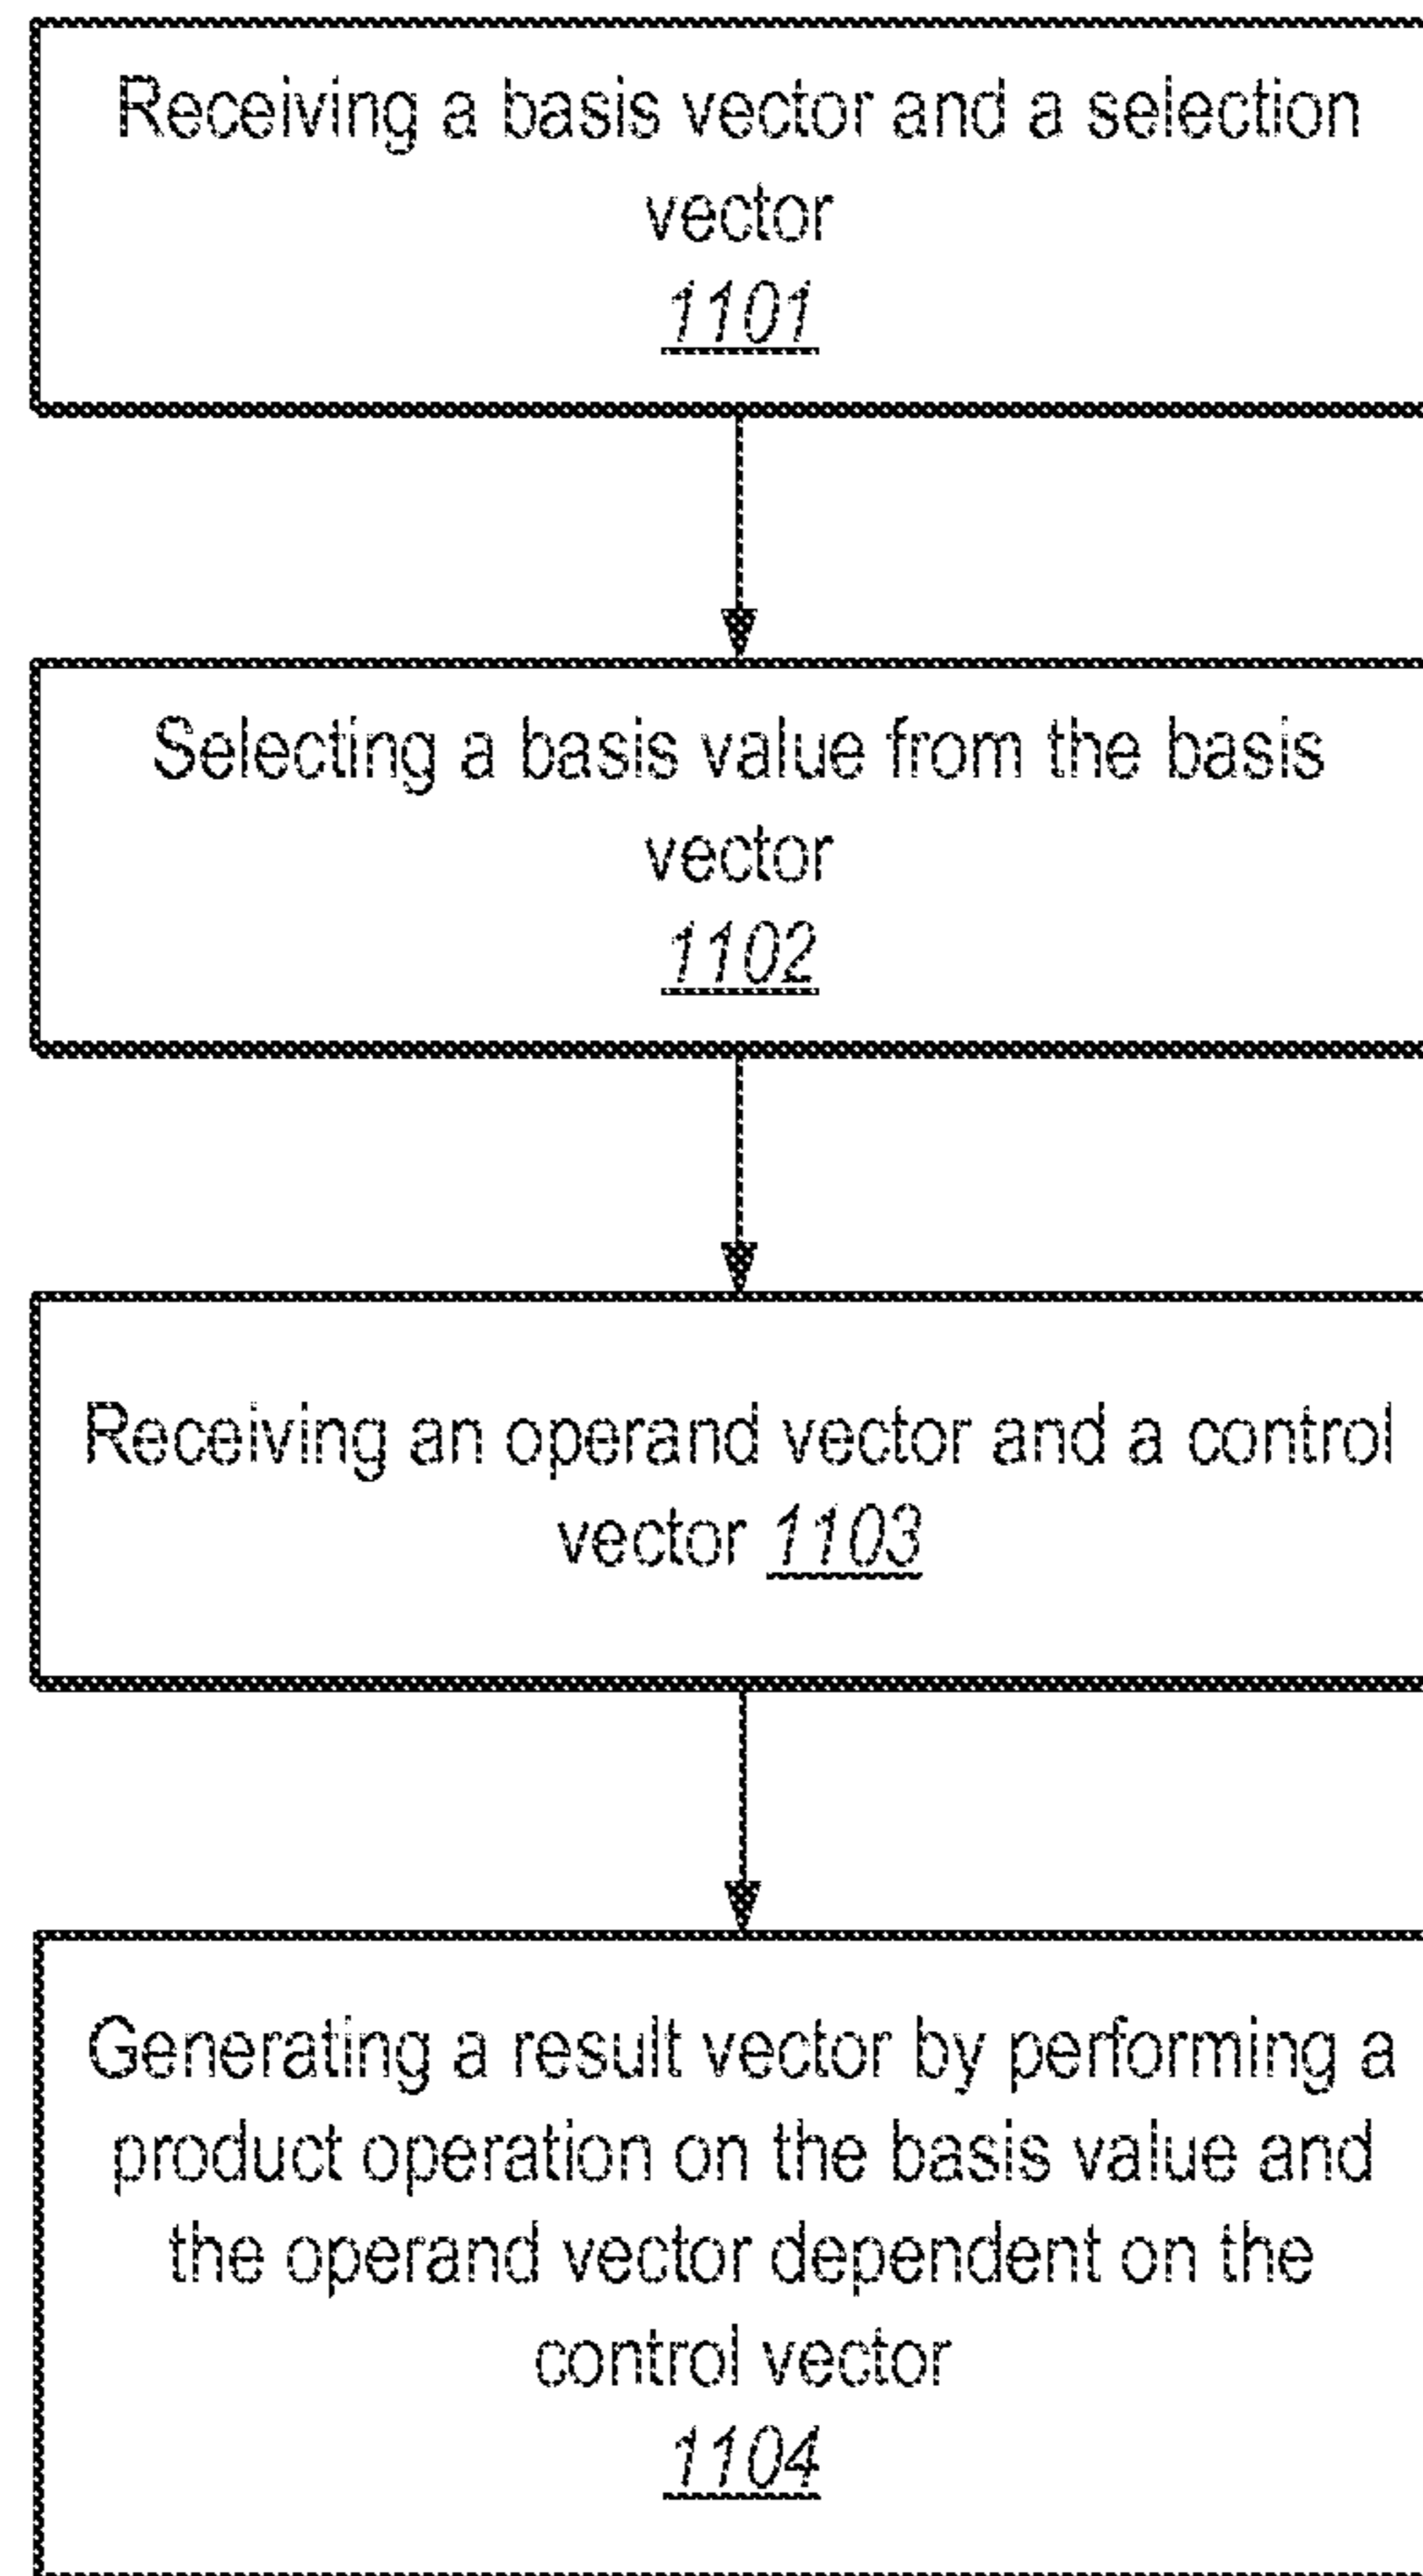 Receiving a basis vector and a selection
vector
1101
Selecting a basis value from the basis
vector
1102
Receiving an operand vector and a control
vector 1103
Generating a result vector by performing a
product operation on the basis value and
the operand vector dependent on the
control vector
1104